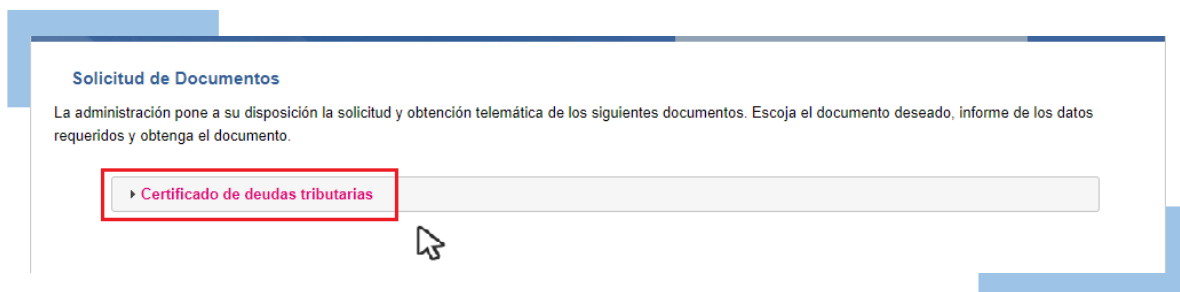 Solicitud de Documentos
La administración pone a su disposición la solicitud y obtención telemática de los siguientes documentos. Escoja el documento deseado, informe de los datos
requeridos y obtenga el documento.
Certificado de deudas tributarias